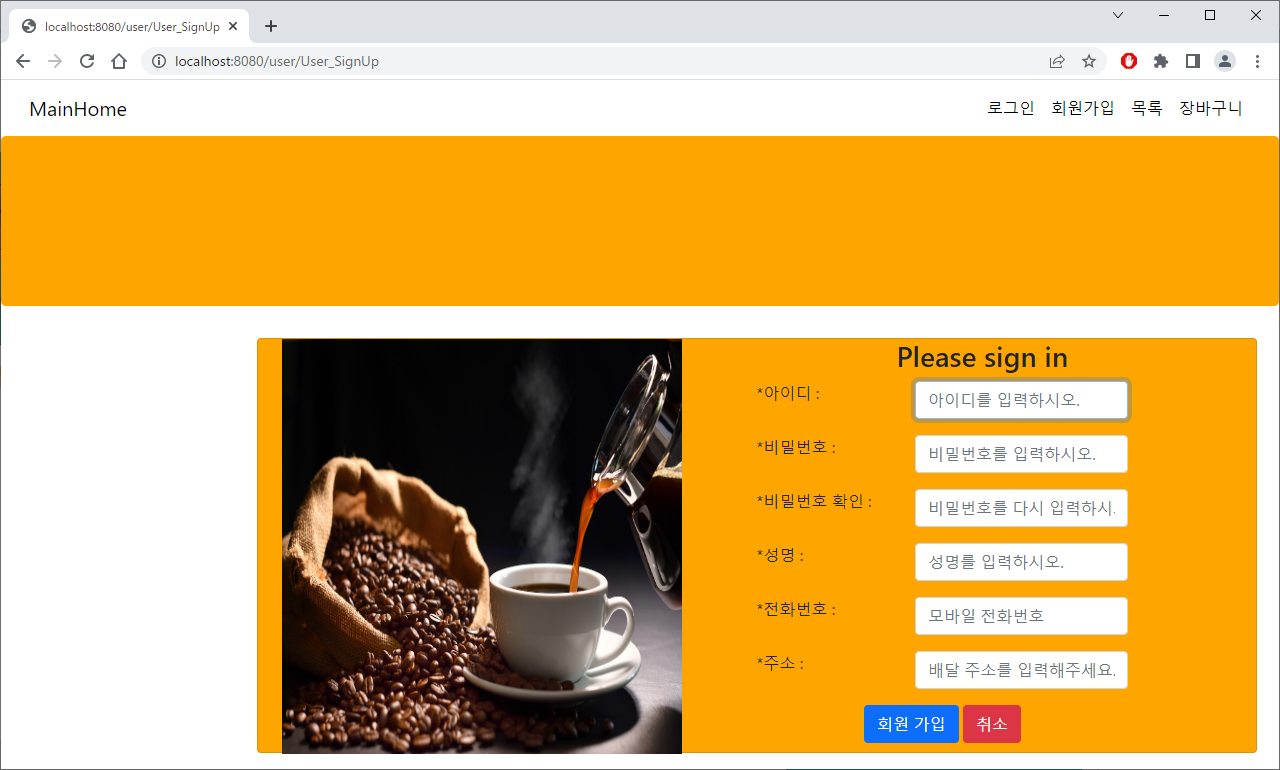 localhost:8080/user/User_SignUp
localhost:8080/user/User_SignUp
MainHome
로그인 회원가입 목록 장바구니
Please sign in
*아이디 : 아이디를 입력하시오.
*비밀번호 : 비밀번호를 입력하시오.
*비밀번호 확인 : 비밀번호를 다시 입력하시.
*성명 : 성명를 입력하시오.
*전화번호 : 모바일 전화번호
*주소 : 배달 주소를 입력해주세요.
회원 가입 취소